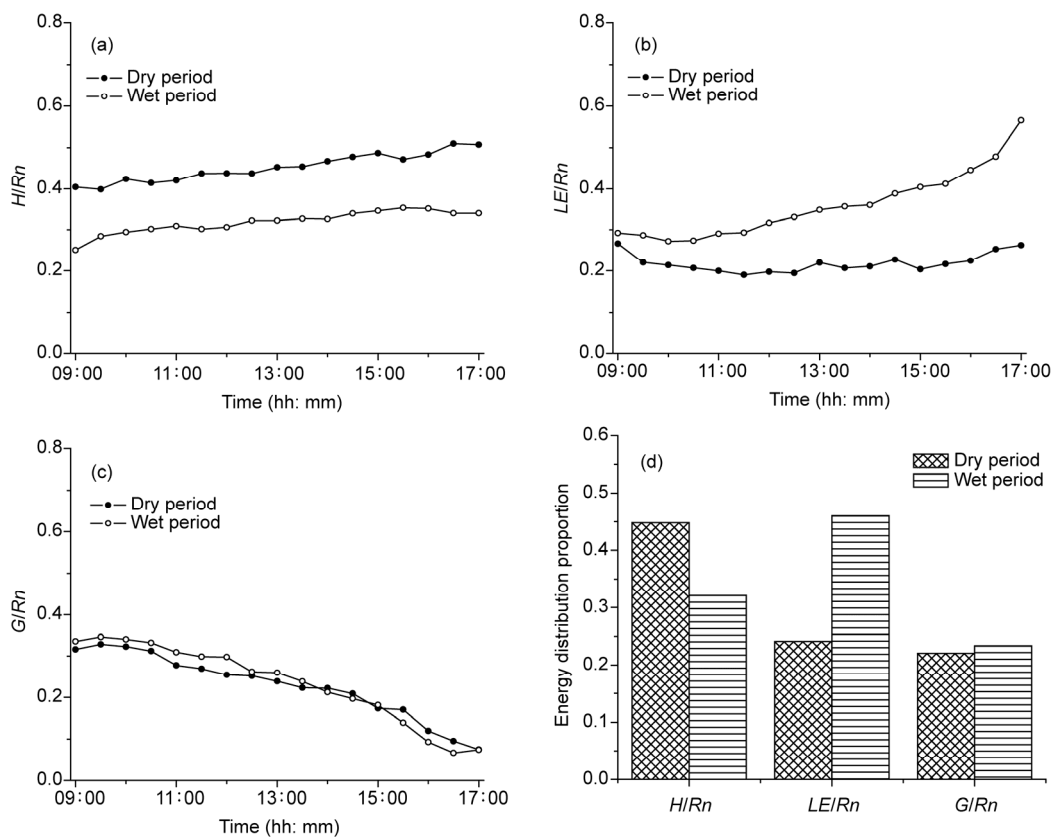 (a)
Dry period
Wet period
H/Rn
0.8
0.6
0.4
0.2
0.0
09:00 11:00 13:00 15:00 17:00
Time (hh: mm)
(b)
Dry period
Wet period
LE/Rn
0.8
0.6
0.4
0.2
0.0
09:00 11:00 13:00 15:00 17:00
Time (hh: mm)
(c)
Dry period
Wet period
G/Rn
0.8
0.6
0.4
0.2
0.0
09:00 11:00 13:00 15:00 17:00
Time (hh: mm)
(d)
Dry period
Wet period
Energy distribution proportion
0.6
0.5
0.4
0.3
0.2
0.1
0.0
H/Rn LE/Rn G/Rn